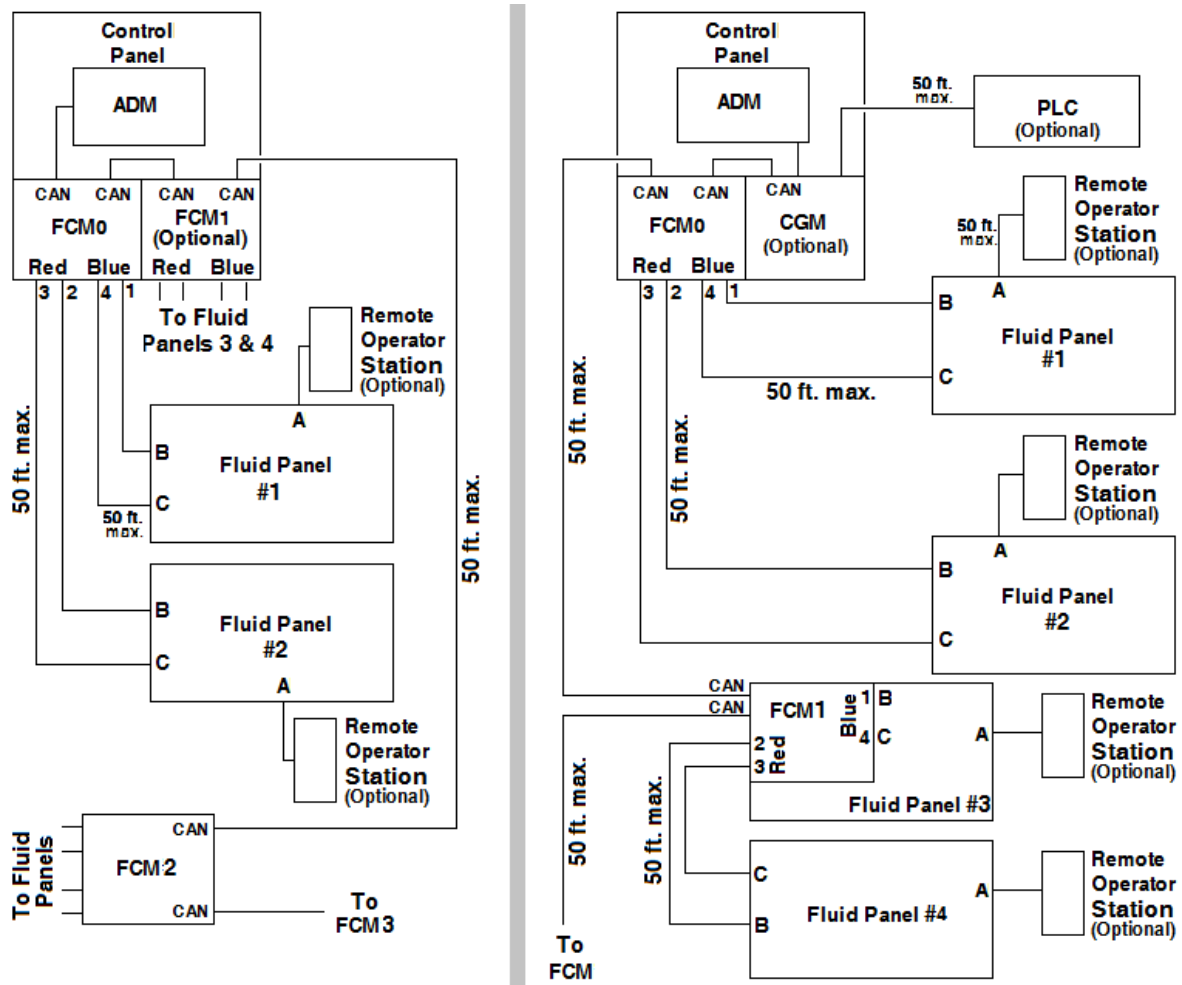 Control
Panel
ADM
CAN CAN CAN CAN
FCM0
FCM1
(Optional)
Red Blue Red Blue
3 2 4 1
To Fluid
Panels 3 & 4
Remote
Operator
Station
(Optional)
A
B
Fluid Panel
#1
C
50 ft.
max.
50 ft. max.
50 ft. max.
B
Fluid Panel
#2
C
A
Remote
Operator
Station
(Optional)
To Fluid
Panels
CAN
FCM2
CAN
To
FCM3
Control
Panel
ADM
50 ft.
max.
PLC
(Optional)
CAN CAN CAN
FCM0
CGM
(Optional)
Red Blue
3 2 4 1
50 ft.
max.
Remote
Operator
Station
(Optional)
A
B
Fluid Panel
#1
C
50 ft. max.
50 ft. max.
50 ft. max.
Remote
Operator
Station
(Optional)
A
B
Fluid Panel
#2
C
CAN
CAN
FCM1
Blue
1 B
4 C
2
3
Red
A
Fluid Panel #3
Remote
Operator
Station
(Optional)
50 ft. max.
50 ft. max.
C
A
Fluid Panel #4
B
Remote
Operator
Station
(Optional)
To
FCM